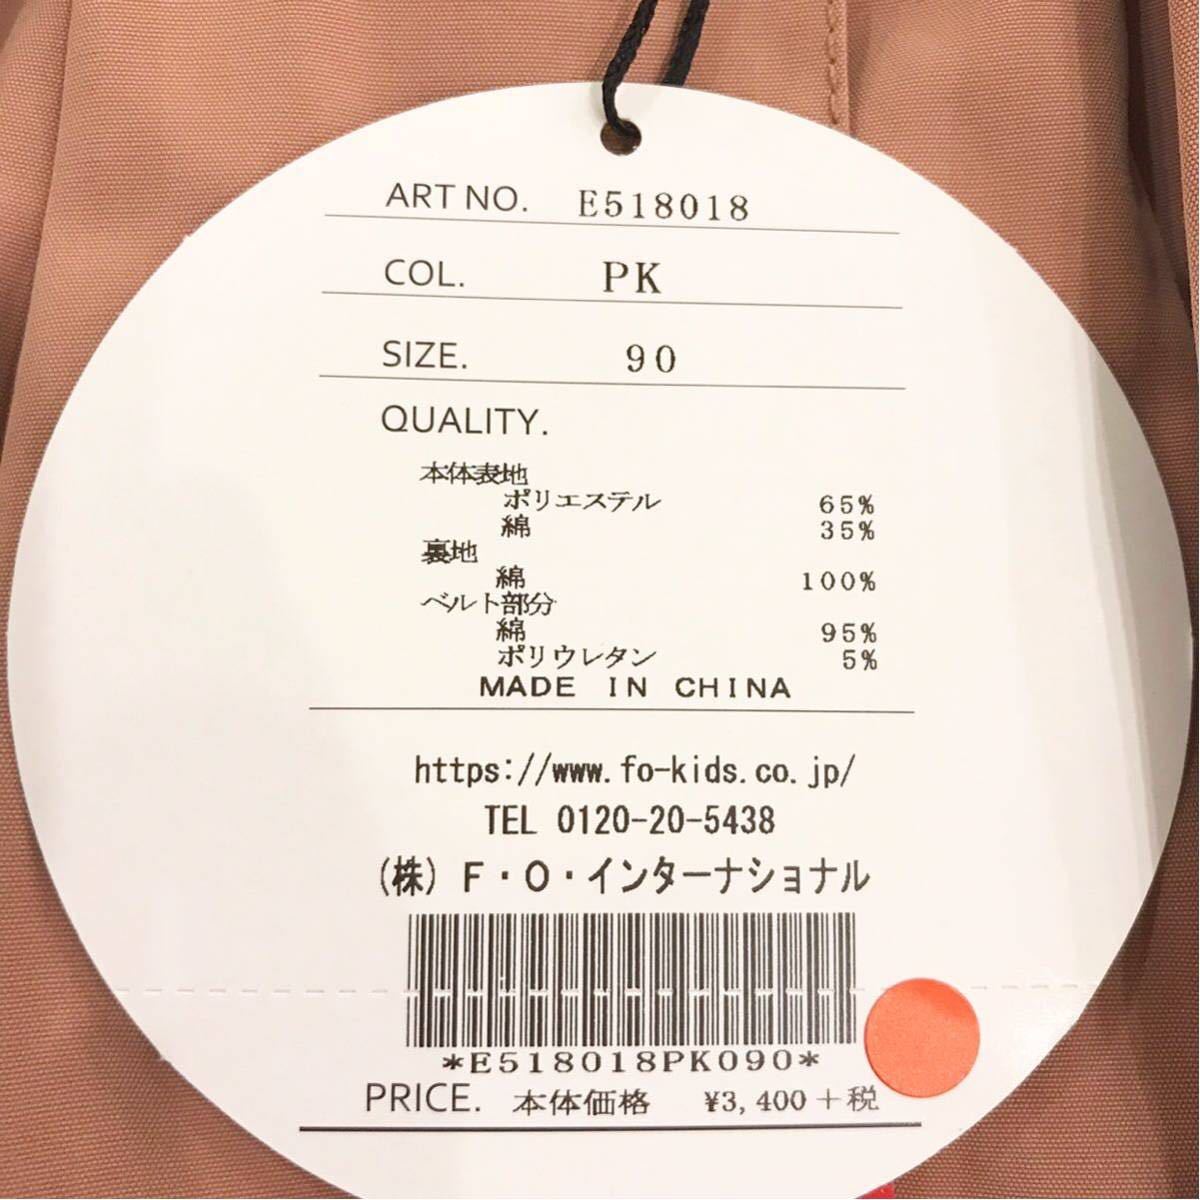 ART NO. E518018
COL. PK
SIZE. 90
QUALITY.
本体表地
ポリエステル 65%
綿 35%
裏地
綿 100%
ベルト部分
綿 95%
ポリウレタン 5%
MADE IN CHINA
https://www.fo-kids.co.jp/
TEL 0120-20-5438
(株) F・O・インターナショナル
*E518018PK090*
PRICE. 本体価格 ¥3,400+税